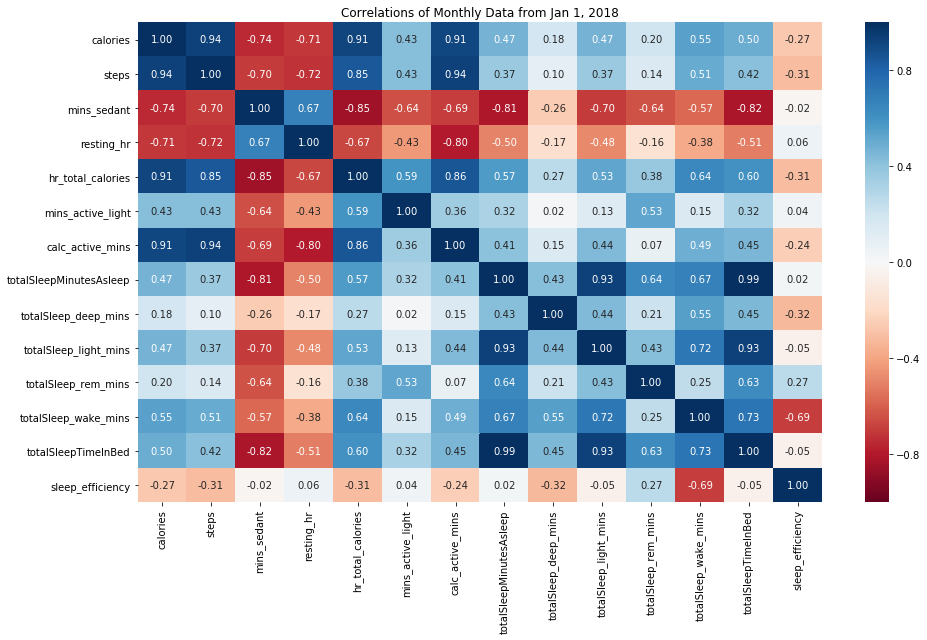 Correlations of Monthly Data from Jan 1, 2018
calories 1.00 0.94 -0.74 -0.71 0.91 0.43 0.91 0.47 0.18 0.47 0.20 0.55 0.50 -0.27
steps 0.94 1.00 -0.70 -0.72 0.85 0.43 0.94 0.37 0.10 0.37 0.14 0.51 0.42 -0.31
mins_sedant -0.74 -0.70 1.00 0.67 -0.85 -0.64 -0.69 -0.81 -0.26 -0.70 -0.64 -0.57 -0.82 -0.02
resting_hr -0.71 -0.72 0.67 1.00 -0.67 -0.43 -0.80 -0.50 -0.17 -0.48 -0.16 -0.38 -0.51 0.06
hr_total_calories 0.91 0.85 -0.85 -0.67 1.00 0.59 0.86 0.57 0.27 0.53 0.38 0.64 0.60 -0.31
mins_active_light 0.43 0.43 -0.64 -0.43 0.59 1.00 0.36 0.32 0.02 0.13 0.53 0.15 0.32 0.04
calc_active_mins 0.91 0.94 -0.69 -0.80 0.86 0.36 1.00 0.41 0.15 0.44 0.07 0.49 0.45 -0.24
totalSleepMinutesAsleep 0.47 0.37 -0.81 -0.50 0.57 0.32 0.41 1.00 0.43 0.93 0.64 0.67 0.99 0.02
totalSleep_deep_mins 0.18 0.10 -0.26 -0.17 0.27 0.02 0.15 0.43 1.00 0.44 0.21 0.55 0.45 -0.32
totalSleep_light_mins 0.47 0.37 -0.70 -0.48 0.53 0.13 0.44 0.93 0.44 1.00 0.43 0.72 0.93 -0.05
totalSleep_rem_mins 0.20 0.14 -0.64 -0.16 0.38 0.53 0.07 0.64 0.21 0.43 1.00 0.25 0.63 0.27
totalSleep_wake_mins 0.55 0.51 -0.57 -0.38 0.64 0.15 0.49 0.67 0.55 0.72 0.25 1.00 0.73 -0.69
totalSleepTimeInBed 0.50 0.42 -0.82 -0.51 0.60 0.32 0.45 0.99 0.45 0.93 0.63 0.73 1.00 -0.05
sleep_efficiency -0.27 -0.31 -0.02 0.06 -0.31 0.04 -0.24 0.02 -0.32 -0.05 0.27 -0.69 -0.05 1.00
calories
steps
mins_sedant
resting_hr
hr_total_calories
mins_active_light
calc_active_mins
totalSleepMinutesAsleep
totalSleep_deep_mins
totalSleep_light_mins
totalSleep_rem_mins
totalSleep_wake_mins
totalSleepTimeInBed
sleep_efficiency
0.8
0.4
0.0
−0.4
−0.8